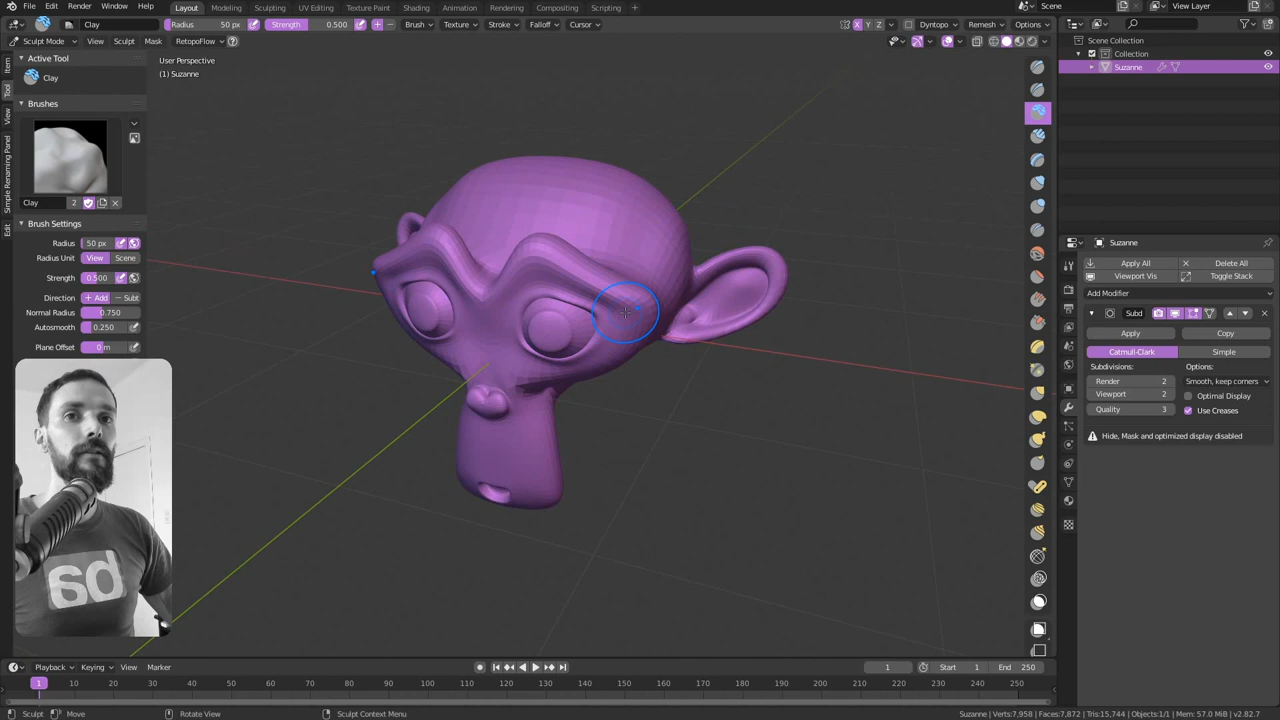 File Edit Render Window Help Layout Modeling Sculpting UV Editing Texture Paint Shading Animation Rendering Compositing Scripting Scene View Layer
Clay Radius 50 px Strength 0.500 Brush Texture Stroke Falloff Cursor X Y Z Dyntopo Remesh Options
Sculpt Mode View Sculpt Mask RetopoFlow
Scene Collection
Collection
Suzanne
Item
Tool
View
Simple Renaming Panel
Edit
Active Tool
Clay
Brushes
Clay 2
Brush Settings
Radius 50 px
Radius Unit View Scene
Strength 0.500
Direction + Add − Subt
Normal Radius 0.750
Autosmooth 0.250
Plane Offset 0 m
User Perspective
(1) Suzanne
Suzanne
Apply All Delete All
Viewport Vis Toggle Stack
Add Modifier
Subd
Apply Copy
Catmull-Clark Simple
Subdivisions: Options:
Render 2 Smooth, keep corners
Viewport 2 Optimal Display
Quality 3 Use Creases
Hide, Mask and optimized display disabled
Playback Keying View Marker 1 Start 1 End 250
1 10 20 30 40 50 60 70 80 90 100 110 120 130 140 150 160 170 180 190 200 210 220 230 240 250
Sculpt Move Rotate View Sculpt Context Menu Suzanne | Verts:7,958 | Faces:7,872 | Tris:15,744 | Objects:1/1 | Mem: 57.0 MiB | v2.82.7